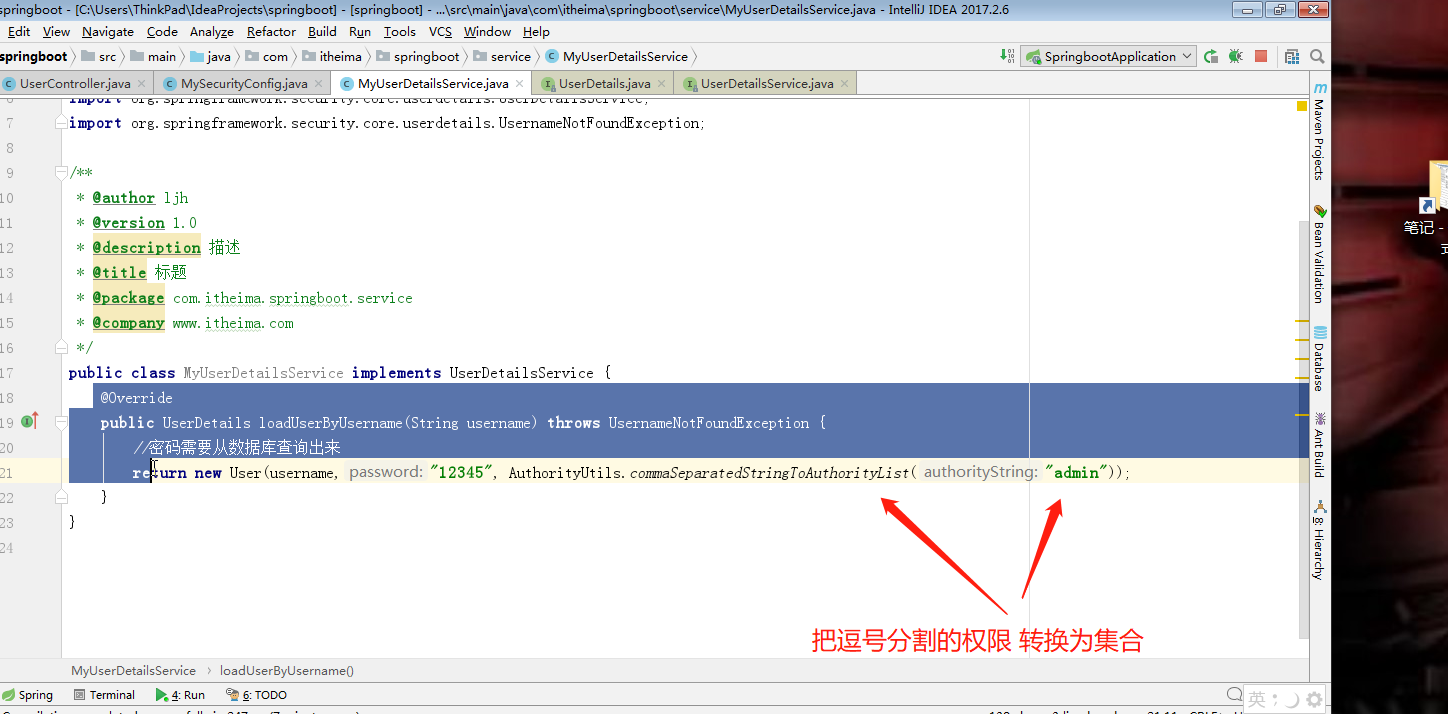 springboot - [C:\Users\ThinkPad\IdeaProjects\springboot] - [springboot] - ...\src\main\java\com\itheima\springboot\service\MyUserDetailsService.java - IntelliJ IDEA 2017.2.6
Edit View Navigate Code Analyze Refactor Build Run Tools VCS Window Help
springboot src main java com itheima springboot service MyUserDetailsService SpringbootApplication
UserController.java MySecurityConfig.java MyUserDetailsService.java UserDetails.java UserDetailsService.java
6 import org.springframework.security.core.userdetails.UserDetailsService;
7 import org.springframework.security.core.userdetails.UsernameNotFoundException;
8
9 /**
10 * @author ljh
11 * @version 1.0
12 * @description 描述
13 * @title 标题
14 * @package com.itheima.springboot.service
15 * @company www.itheima.com
16 */
17 public class MyUserDetailsService implements UserDetailsService {
18 @Override
19 public UserDetails loadUserByUsername(String username) throws UsernameNotFoundException {
20 //密码需要从数据库查询出来
21 return new User(username, password: "12345", AuthorityUtils.commaSeparatedStringToAuthorityList( authorityString: "admin"));
22 }
23 }
24
把逗号分割的权限 转换为集合
MyUserDetailsService › loadUserByUsername()
Spring Terminal 4: Run 6: TODO
英
Maven Projects
Bean Validation
Database
Ant Build
8: Hierarchy
笔记 -